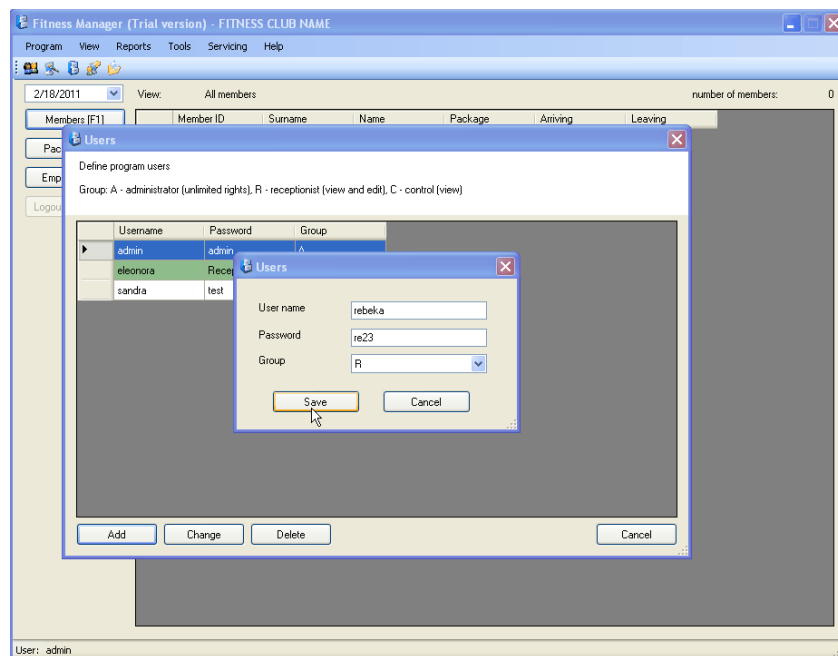 Fitness Manager (Trial version) - FITNESS CLUB NAME
Program View Reports Tools Servicing Help
2/18/2011 View: All members number of members: 0
Members [F1] Member ID Surname Name Package Arriving Leaving
Users
Pac
Define program users
Emp
Group: A - administrator (unlimited rights), R - receptionist (view and edit), C - control (view)
Logou
Username Password Group
admin admin A
eleonora Recep
sandra test
Users
User name rebeka
Password re23
Group R
Save Cancel
Add Change Delete Cancel
User: admin